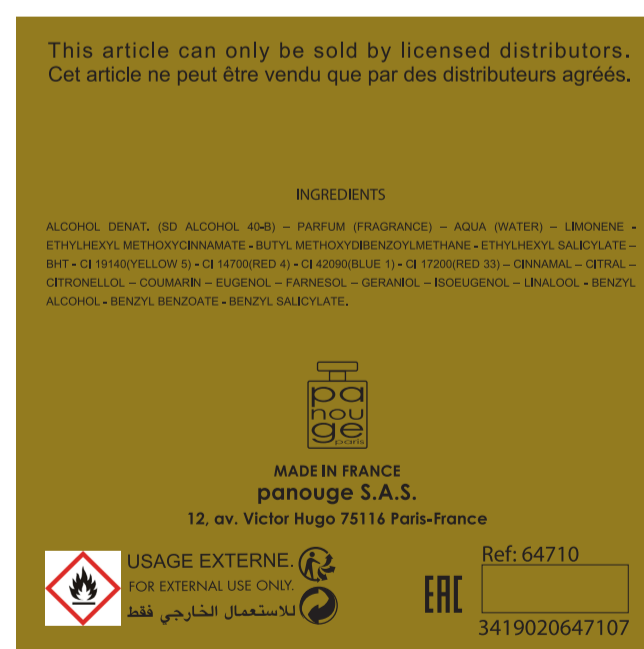 This article can only be sold by licensed distributors.
Cet article ne peut être vendu que par des distributeurs agréés.
INGREDIENTS
ALCOHOL DENAT. (SD ALCOHOL 40-B) – PARFUM (FRAGRANCE) – AQUA (WATER) – LIMONENE -
ETHYLHEXYL METHOXYCINNAMATE - BUTYL METHOXYDIBENZOYLMETHANE - ETHYLHEXYL SALICYLATE –
BHT - CI 19140(YELLOW 5) - CI 14700(RED 4) - CI 42090(BLUE 1) - CI 17200(RED 33) – CINNAMAL – CITRAL –
CITRONELLOL – COUMARIN – EUGENOL – FARNESOL – GERANIOL – ISOEUGENOL – LINALOOL - BENZYL
ALCOHOL - BENZYL BENZOATE - BENZYL SALICYLATE.
pa
nou
ge
paris
MADE IN FRANCE
panouge S.A.S.
12, av. Victor Hugo 75116 Paris-France
USAGE EXTERNE.
FOR EXTERNAL USE ONLY.
للاستعمال الخارجي فقط
EAC
Ref: 64710
3419020647107